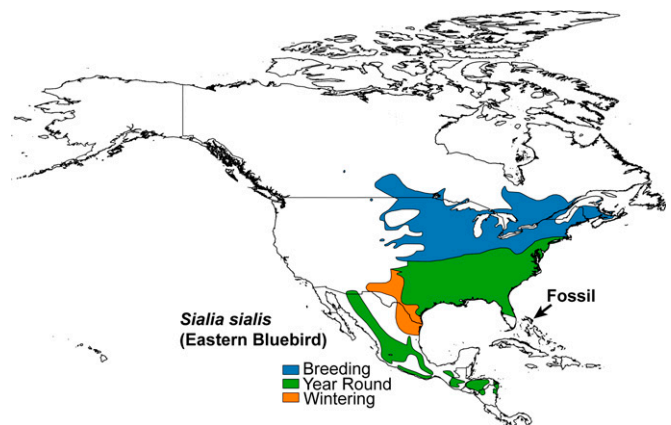 Fossil
Sialia sialis
(Eastern Bluebird)
Breeding
Year Round
Wintering